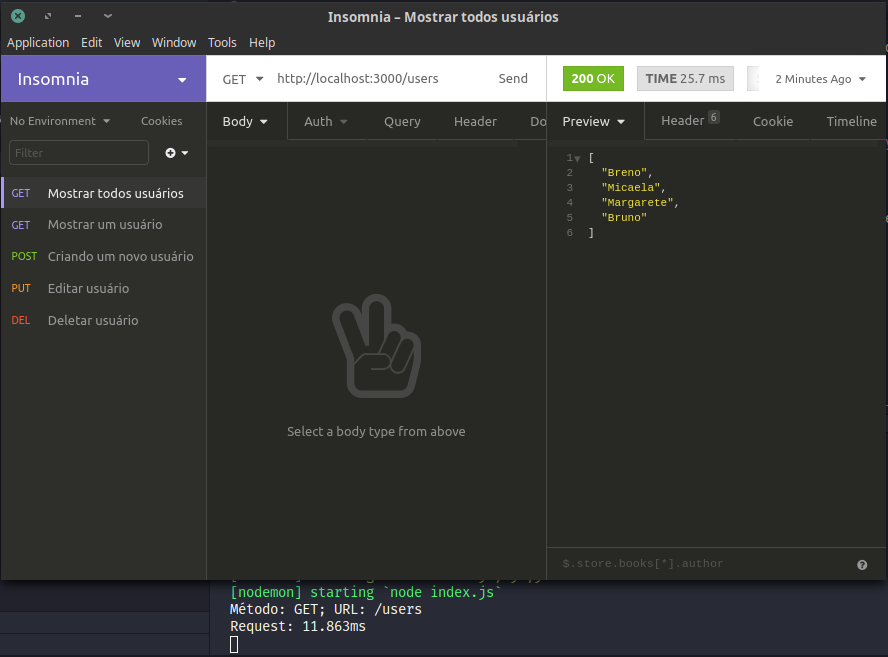 Insomnia – Mostrar todos usuários
Application Edit View Window Tools Help
Insomnia
GET http://localhost:3000/users Send
200 OK TIME 25.7 ms 2 Minutes Ago
No Environment Cookies
Body Auth Query Header Do
Preview Header 6 Cookie Timeline
Filter
GET Mostrar todos usuários
GET Mostrar um usuário
POST Criando um novo usuário
PUT Editar usuário
DEL Deletar usuário
Select a body type from above
1 [
2 "Breno",
3 "Micaela",
4 "Margarete",
5 "Bruno"
6 ]
$.store.books[*].author
[nodemon] starting `node index.js`
Método: GET; URL: /users
Request: 11.863ms